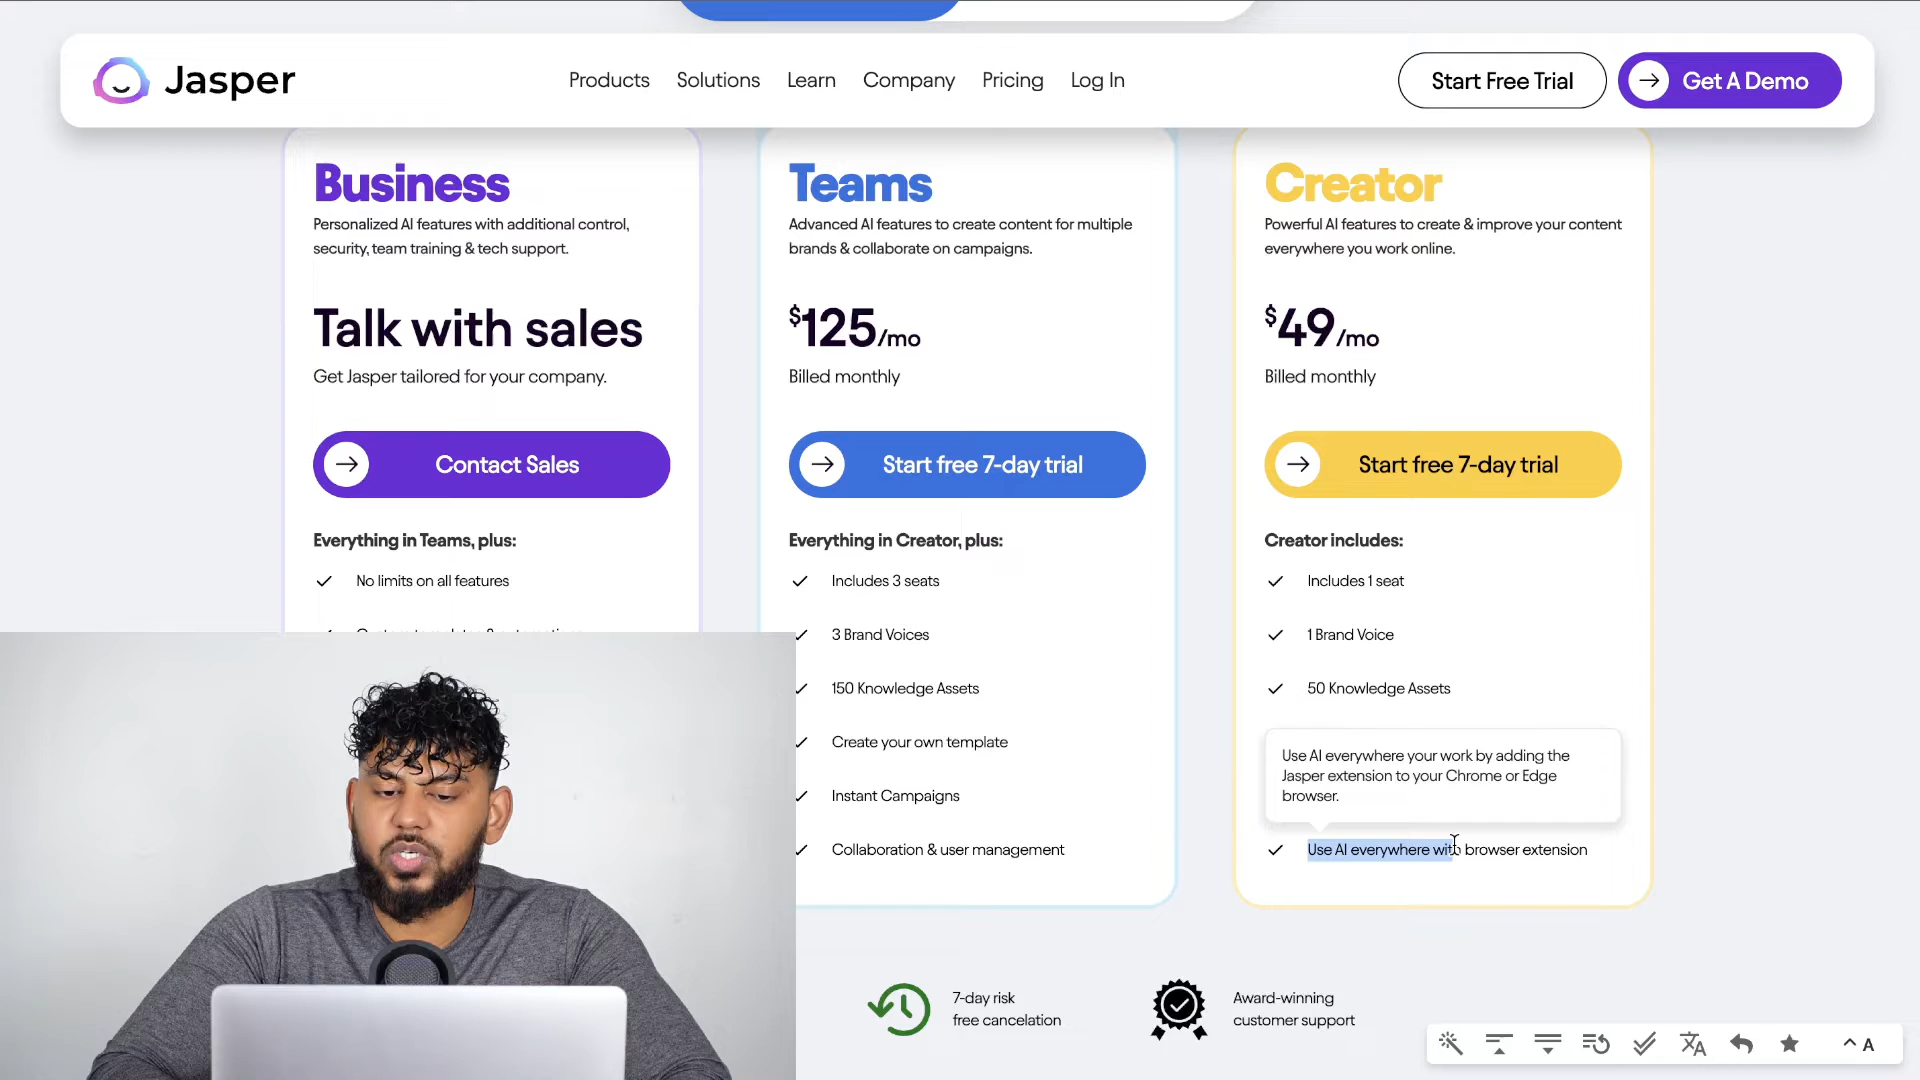 Jasper
Products Solutions Learn Company Pricing Log In
Start Free Trial
Get A Demo
Business
Personalized AI features with additional control,
security, team training & tech support.
Talk with sales
Get Jasper tailored for your company.
Contact Sales
Everything in Teams, plus:
No limits on all features
Teams
Advanced AI features to create content for multiple
brands & collaborate on campaigns.
$125/mo
Billed monthly
Start free 7-day trial
Everything in Creator, plus:
Includes 3 seats
3 Brand Voices
150 Knowledge Assets
Create your own template
Instant Campaigns
Collaboration & user management
Creator
Powerful AI features to create & improve your content
everywhere you work online.
$49/mo
Billed monthly
Start free 7-day trial
Creator includes:
Includes 1 seat
1 Brand Voice
50 Knowledge Assets
Use AI everywhere your work by adding the
Jasper extension to your Chrome or Edge
browser.
Use AI everywhere with browser extension
7-day risk
free cancelation
Award-winning
customer support
A